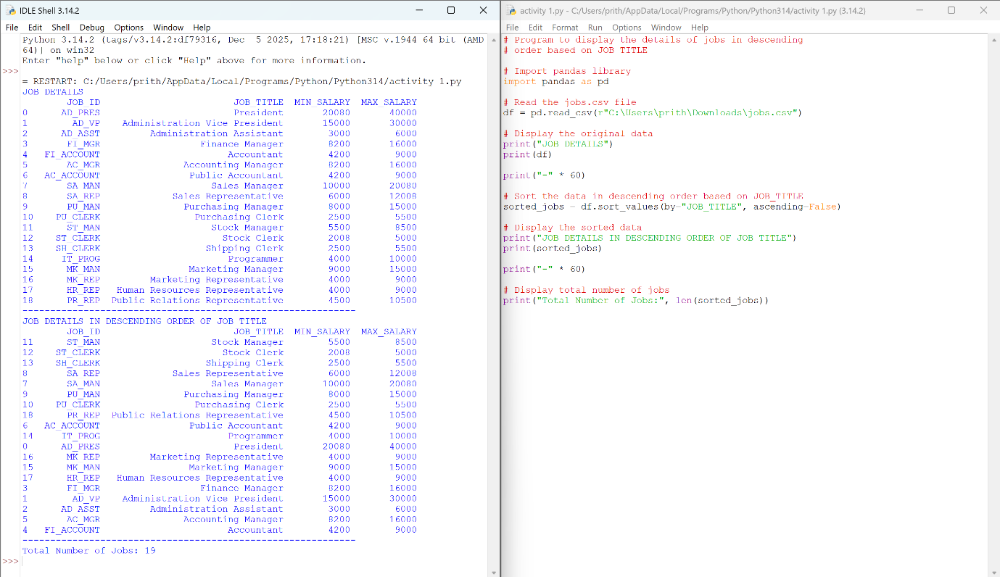 IDLE Shell 3.14.2
File Edit Shell Debug Options Window Help
Python 3.14.2 (tags/v3.14.2:df79316, Dec  5 2025, 17:18:21) [MSC v.1944 64 bit (AMD
64)] on win32
Enter "help" below or click "Help" above for more information.
>>>
= RESTART: C:/Users/prith/AppData/Local/Programs/Python/Python314/activity 1.py
JOB DETAILS
JOB_ID JOB_TITLE MIN_SALARY MAX_SALARY
0 AD_PRES President 20080 40000
1 AD_VP Administration Vice President 15000 30000
2 AD_ASST Administration Assistant 3000 6000
3 FI_MGR Finance Manager 8200 16000
4 FI_ACCOUNT Accountant 4200 9000
5 AC_MGR Accounting Manager 8200 16000
6 AC_ACCOUNT Public Accountant 4200 9000
7 SA_MAN Sales Manager 10000 20080
8 SA_REP Sales Representative 6000 12008
9 PU_MAN Purchasing Manager 8000 15000
10 PU_CLERK Purchasing Clerk 2500 5500
11 ST_MAN Stock Manager 5500 8500
12 ST_CLERK Stock Clerk 2008 5000
13 SH_CLERK Shipping Clerk 2500 5500
14 IT_PROG Programmer 4000 10000
15 MK_MAN Marketing Manager 9000 15000
16 MK_REP Marketing Representative 4000 9000
17 HR_REP Human Resources Representative 4000 9000
18 PR_REP Public Relations Representative 4500 10500
------------------------------------------------------------
JOB DETAILS IN DESCENDING ORDER OF JOB TITLE
JOB_ID JOB_TITLE MIN_SALARY MAX_SALARY
11 ST_MAN Stock Manager 5500 8500
12 ST_CLERK Stock Clerk 2008 5000
13 SH_CLERK Shipping Clerk 2500 5500
8 SA_REP Sales Representative 6000 12008
7 SA_MAN Sales Manager 10000 20080
9 PU_MAN Purchasing Manager 8000 15000
10 PU_CLERK Purchasing Clerk 2500 5500
18 PR_REP Public Relations Representative 4500 10500
6 AC_ACCOUNT Public Accountant 4200 9000
14 IT_PROG Programmer 4000 10000
0 AD_PRES President 20080 40000
16 MK_REP Marketing Representative 4000 9000
15 MK_MAN Marketing Manager 9000 15000
17 HR_REP Human Resources Representative 4000 9000
3 FI_MGR Finance Manager 8200 16000
1 AD_VP Administration Vice President 15000 30000
2 AD_ASST Administration Assistant 3000 6000
5 AC_MGR Accounting Manager 8200 16000
4 FI_ACCOUNT Accountant 4200 9000
------------------------------------------------------------
Total Number of Jobs: 19
>>>
activity 1.py - C:/Users/prith/AppData/Local/Programs/Python/Python314/activity 1.py (3.14.2)
File Edit Format Run Options Window Help
# Program to display the details of jobs in descending
# order based on JOB TITLE
# Import pandas library
import pandas as pd
# Read the jobs.csv file
df = pd.read_csv(r"C:\Users\prith\Downloads\jobs.csv")
# Display the original data
print("JOB DETAILS")
print(df)
print("-" * 60)
# Sort the data in descending order based on JOB_TITLE
sorted_jobs = df.sort_values(by="JOB_TITLE", ascending=False)
# Display the sorted data
print("JOB DETAILS IN DESCENDING ORDER OF JOB TITLE")
print(sorted_jobs)
print("-" * 60)
# Display total number of jobs
print("Total Number of Jobs:", len(sorted_jobs))